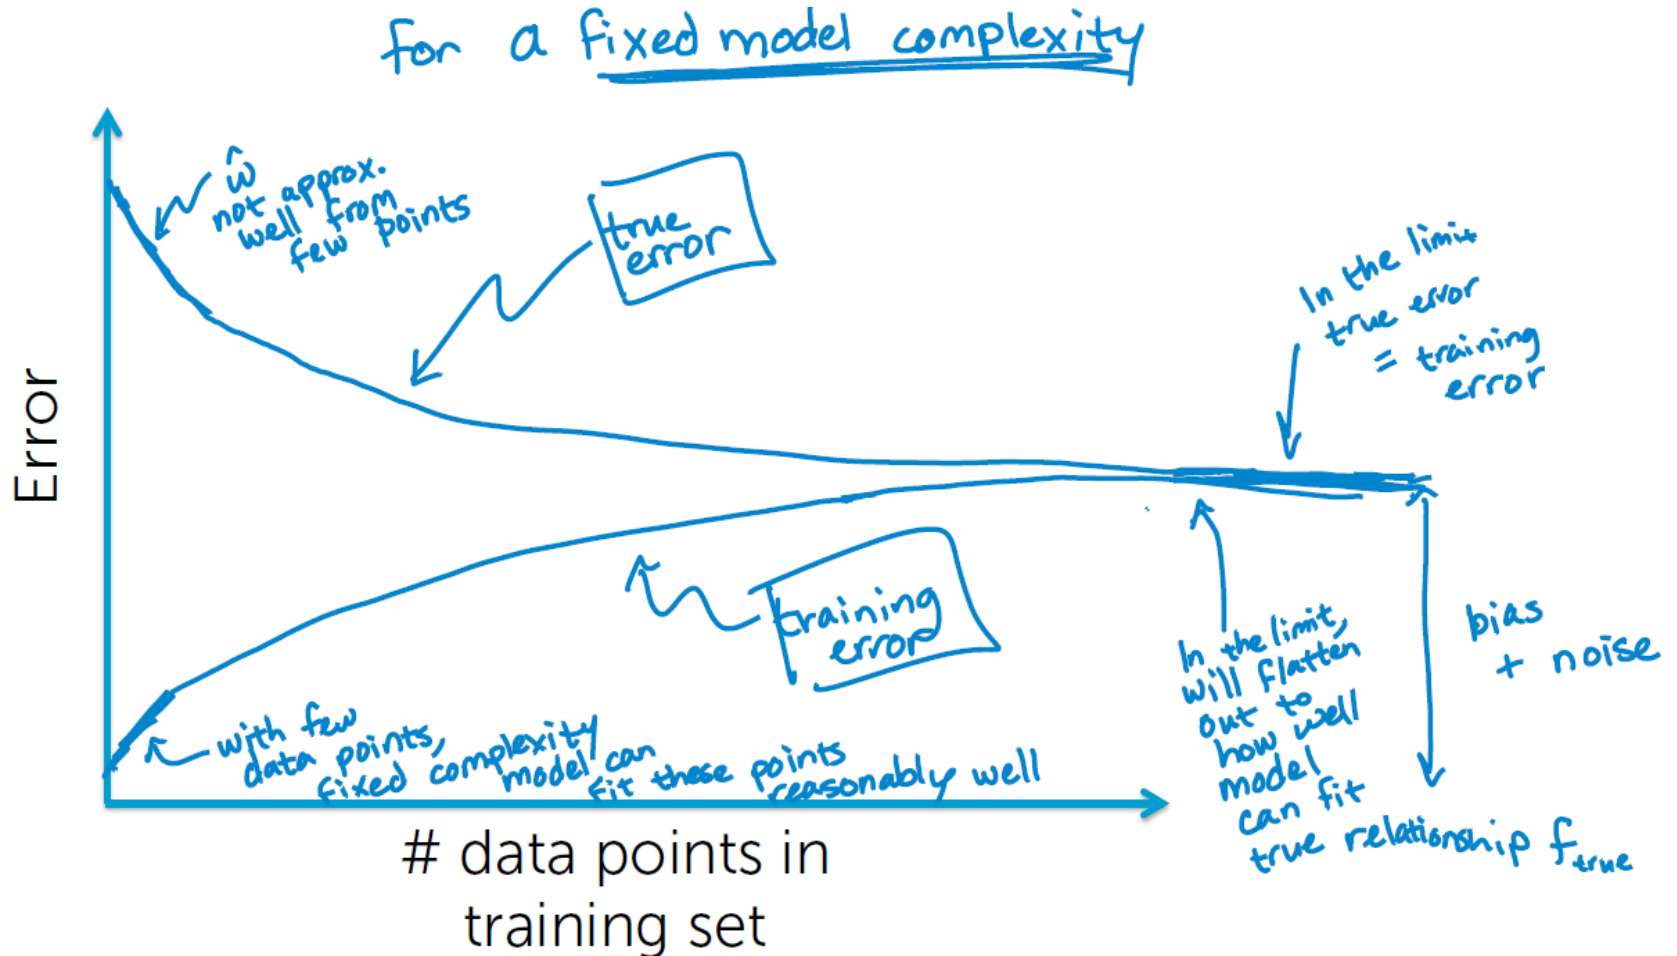 for a fixed model complexity
ŵ
not approx.
well from
few points
true
error
In the limit
true error
= training
error
Error
training
error
with few
data points,
fixed complexity
model can
fit these points
reasonably well
In the limit,
will flatten
out to
how well
model
can fit
true relationship f_true
bias
+ noise
# data points in
training set